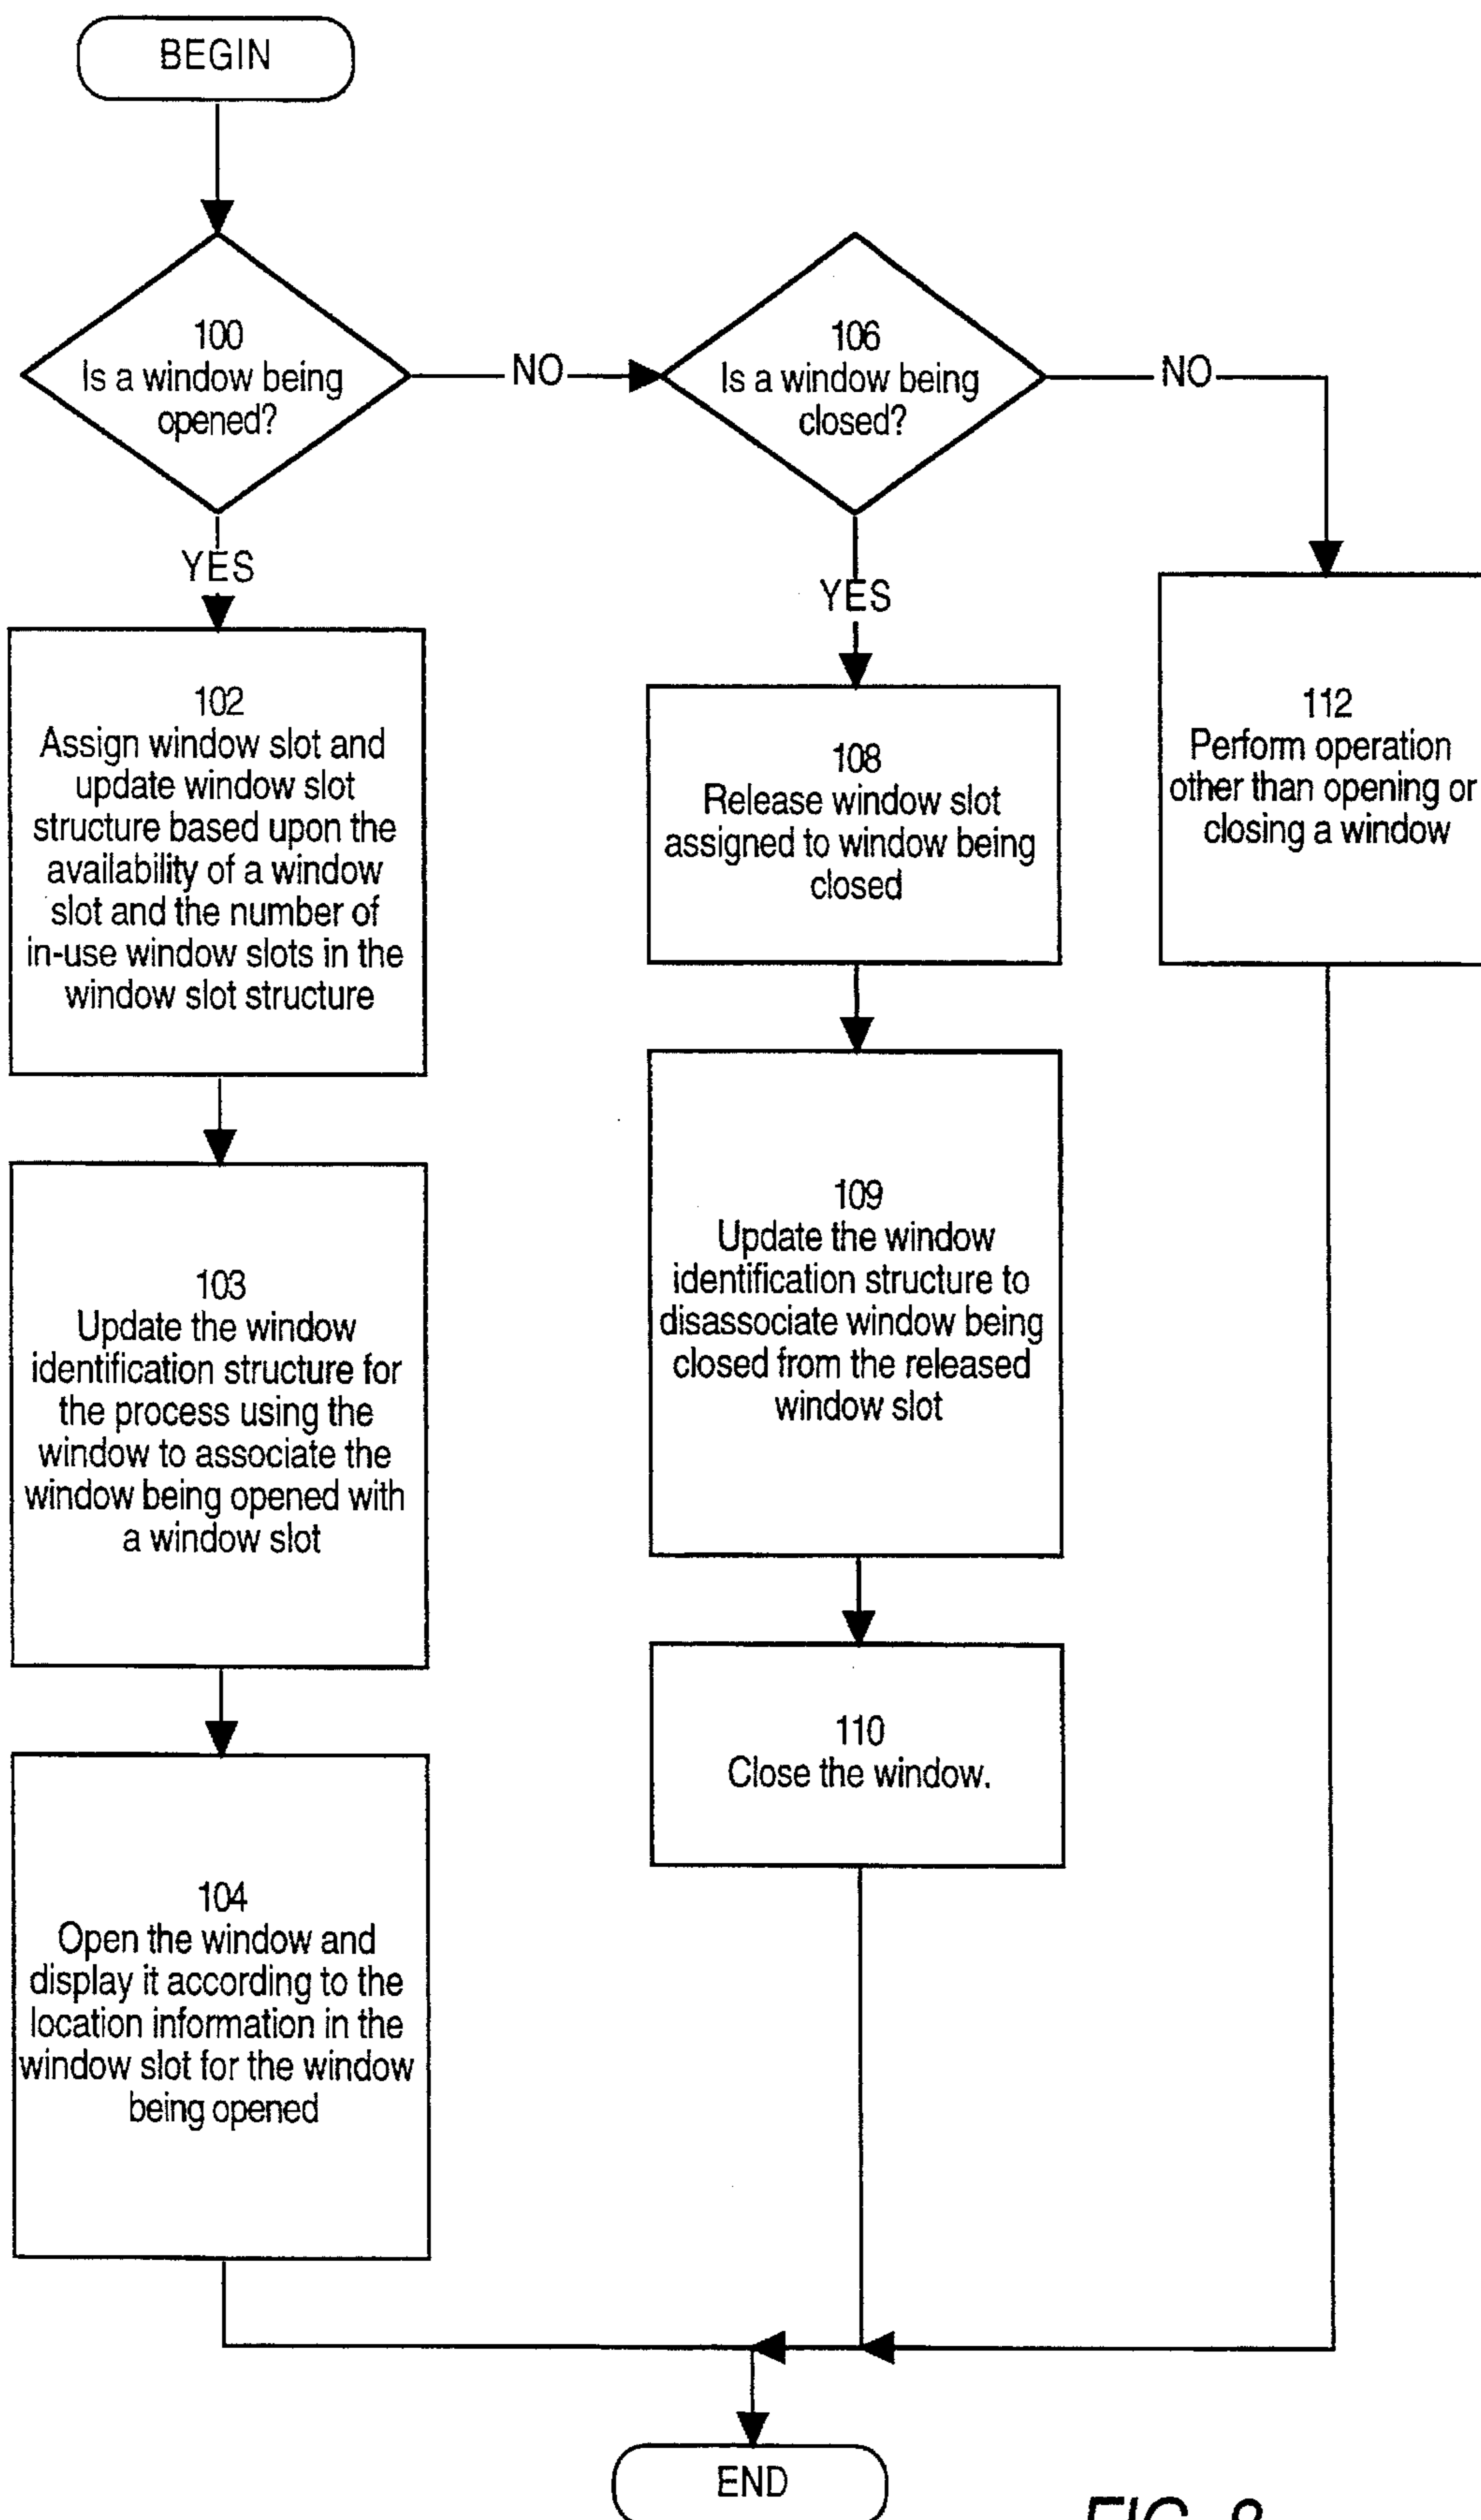 BEGIN
100
Is a window being
opened?
NO
106
Is a window being
closed?
NO
YES
YES
102
Assign window slot and
update window slot
structure based upon the
availability of a window
slot and the number of
in-use window slots in the
window slot structure
108
Release window slot
assigned to window being
closed
112
Perform operation
other than opening or
closing a window
103
Update the window
identification structure for
the process using the
window to associate the
window being opened with
a window slot
109
Update the window
identification structure to
disassociate window being
closed from the released
window slot
104
Open the window and
display it according to the
location information in the
window slot for the window
being opened
110
Close the window.
END
FIG.